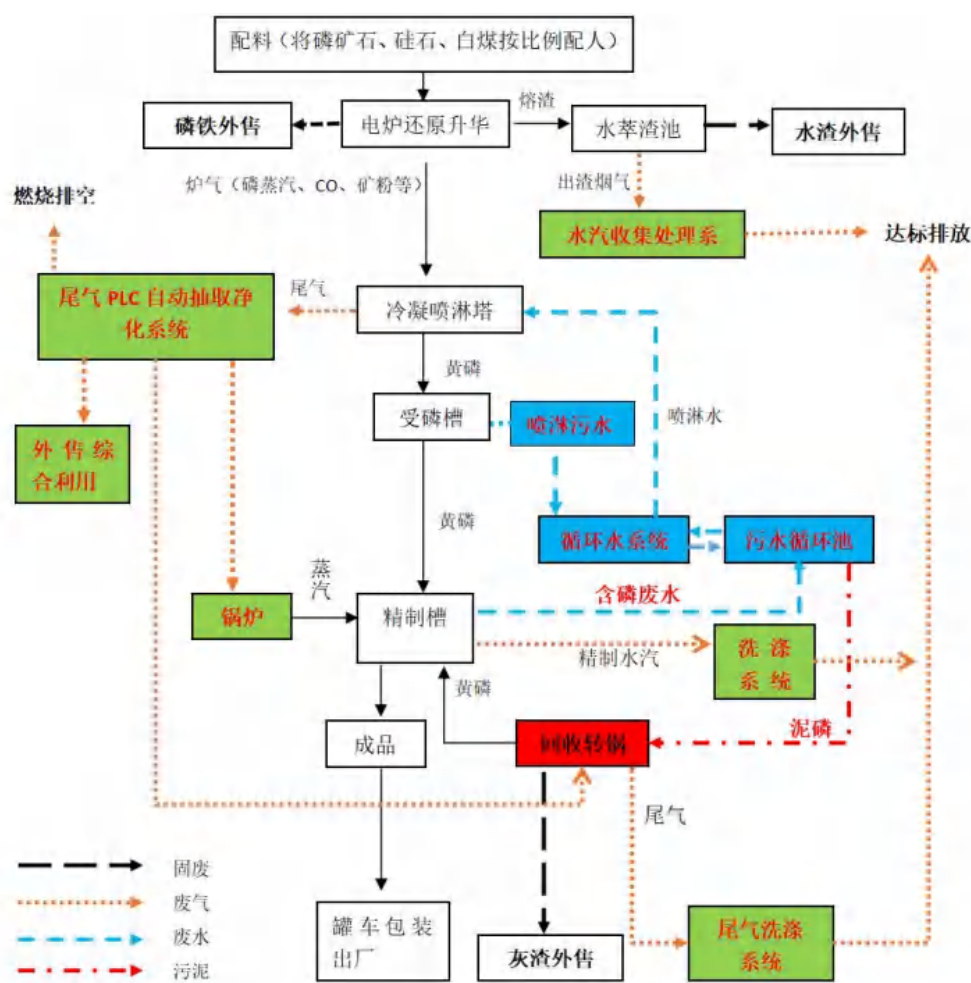 配料（将磷矿石、硅石、白煤按比例配人）
熔渣
磷铁外售
电炉还原升华
水萃渣池
水渣外售
炉气（磷蒸汽、CO、矿粉等）
出渣烟气
燃烧排空
水汽收集处理系
达标排放
尾气 PLC 自动抽取净
化系统
尾气
冷凝喷淋塔
黄磷
受磷槽
喷淋污水
喷淋水
外 售 综
合利用
黄磷
循环水系统
污水循环池
蒸
汽
含磷废水
锅炉
精制槽
精制水汽
洗 涤
系统
黄磷
泥磷
成品
回收转锅
尾气
固废
废气
废水
污泥
罐 车 包 装
出厂
灰渣外售
尾气洗涤
系统